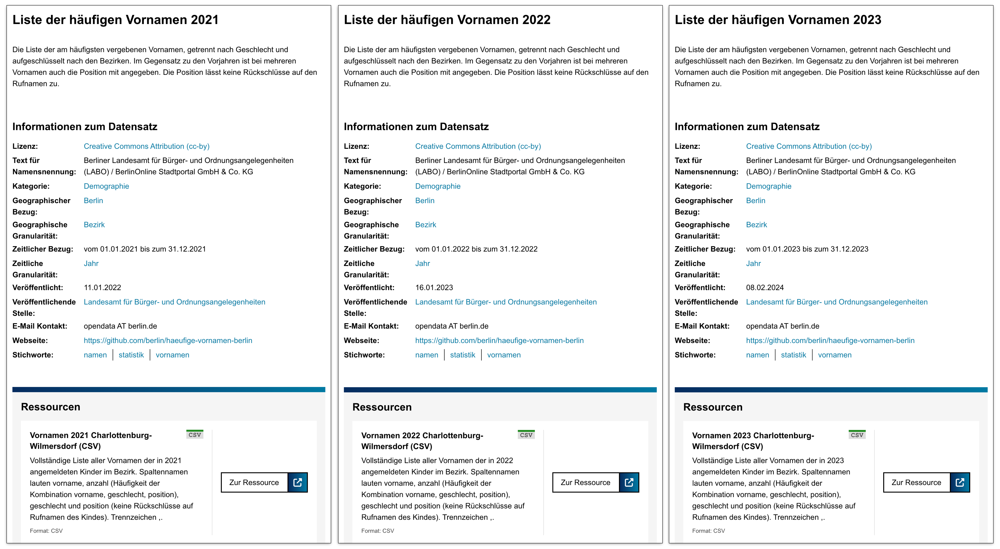 Liste der häufigen Vornamen 2021
Die Liste der am häufigsten vergebenen Vornamen, getrennt nach Geschlecht und
aufgeschlüsselt nach den Bezirken. Im Gegensatz zu den Vorjahren ist bei mehreren
Vornamen auch die Position mit angegeben. Die Position lässt keine Rückschlüsse auf den
Rufnamen zu.
Informationen zum Datensatz
Lizenz: Creative Commons Attribution (cc-by)
Text für Berliner Landesamt für Bürger- und Ordnungsangelegenheiten
Namensnennung: (LABO) / BerlinOnline Stadtportal GmbH & Co. KG
Kategorie: Demographie
Geographischer Berlin
Bezug:
Geographische Bezirk
Granularität:
Zeitlicher Bezug: vom 01.01.2021 bis zum 31.12.2021
Zeitliche Jahr
Granularität:
Veröffentlicht: 11.01.2022
Veröffentlichende Landesamt für Bürger- und Ordnungsangelegenheiten
Stelle:
E-Mail Kontakt: opendata AT berlin.de
Webseite: https://github.com/berlin/haeufige-vornamen-berlin
Stichworte: namen statistik vornamen
Ressourcen
Vornamen 2021 Charlottenburg- CSV
Wilmersdorf (CSV)
Vollständige Liste aller Vornamen der in 2021
angemeldeten Kinder im Bezirk. Spaltennamen
lauten vorname, anzahl (Häufigkeit der
Kombination vorname, geschlecht, position),
geschlecht und position (keine Rückschlüsse auf
Rufnamen des Kindes). Trennzeichen ,.
Format: CSV
Zur Ressource
Liste der häufigen Vornamen 2022
Die Liste der am häufigsten vergebenen Vornamen, getrennt nach Geschlecht und
aufgeschlüsselt nach den Bezirken. Im Gegensatz zu den Vorjahren ist bei mehreren
Vornamen auch die Position mit angegeben. Die Position lässt keine Rückschlüsse auf den
Rufnamen zu.
Informationen zum Datensatz
Lizenz: Creative Commons Attribution (cc-by)
Text für Berliner Landesamt für Bürger- und Ordnungsangelegenheiten
Namensnennung: (LABO) / BerlinOnline Stadtportal GmbH & Co. KG
Kategorie: Demographie
Geographischer Berlin
Bezug:
Geographische Bezirk
Granularität:
Zeitlicher Bezug: vom 01.01.2022 bis zum 31.12.2022
Zeitliche Jahr
Granularität:
Veröffentlicht: 16.01.2023
Veröffentlichende Landesamt für Bürger- und Ordnungsangelegenheiten
Stelle:
E-Mail Kontakt: opendata AT berlin.de
Webseite: https://github.com/berlin/haeufige-vornamen-berlin
Stichworte: namen statistik vornamen
Ressourcen
Vornamen 2022 Charlottenburg- CSV
Wilmersdorf (CSV)
Vollständige Liste aller Vornamen der in 2022
angemeldeten Kinder im Bezirk. Spaltennamen
lauten vorname, anzahl (Häufigkeit der
Kombination vorname, geschlecht, position),
geschlecht und position (keine Rückschlüsse auf
Rufnamen des Kindes). Trennzeichen ,.
Format: CSV
Zur Ressource
Liste der häufigen Vornamen 2023
Die Liste der am häufigsten vergebenen Vornamen, getrennt nach Geschlecht und
aufgeschlüsselt nach den Bezirken. Im Gegensatz zu den Vorjahren ist bei mehreren
Vornamen auch die Position mit angegeben. Die Position lässt keine Rückschlüsse auf den
Rufnamen zu.
Informationen zum Datensatz
Lizenz: Creative Commons Attribution (cc-by)
Text für Berliner Landesamt für Bürger- und Ordnungsangelegenheiten
Namensnennung: (LABO) / BerlinOnline Stadtportal GmbH & Co. KG
Kategorie: Demographie
Geographischer Berlin
Bezug:
Geographische Bezirk
Granularität:
Zeitlicher Bezug: vom 01.01.2023 bis zum 31.12.2023
Zeitliche Jahr
Granularität:
Veröffentlicht: 08.02.2024
Veröffentlichende Landesamt für Bürger- und Ordnungsangelegenheiten
Stelle:
E-Mail Kontakt: opendata AT berlin.de
Webseite: https://github.com/berlin/haeufige-vornamen-berlin
Stichworte: namen statistik vornamen
Ressourcen
Vornamen 2023 Charlottenburg- CSV
Wilmersdorf (CSV)
Vollständige Liste aller Vornamen der in 2023
angemeldeten Kinder im Bezirk. Spaltennamen
lauten vorname, anzahl (Häufigkeit der
Kombination vorname, geschlecht, position),
geschlecht und position (keine Rückschlüsse auf
Rufnamen des Kindes). Trennzeichen ,.
Format: CSV
Zur Ressource